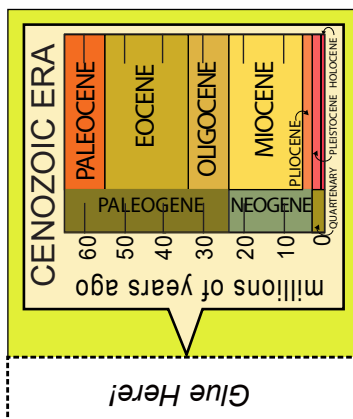 CENOZOIC ERA
PALEOCENE
EOCENE
OLIGOCENE
MIOCENE
PLIOCENE
PLEISTOCENE
HOLOCENE
PALEOGENE
NEOGENE
QUARTENARY
60
50
40
30
20
10
0
millions of years ago
Glue Here!